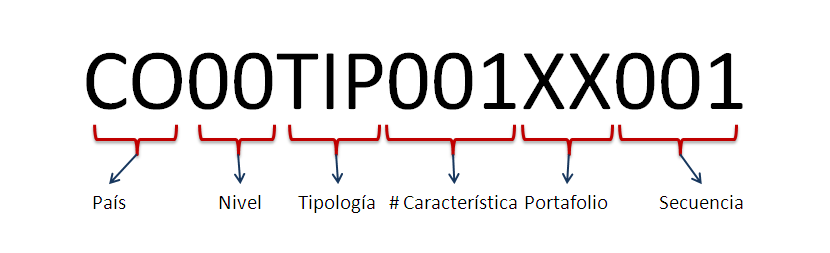 CO00TIP001XX001
País Nivel Tipología # Característica Portafolio Secuencia